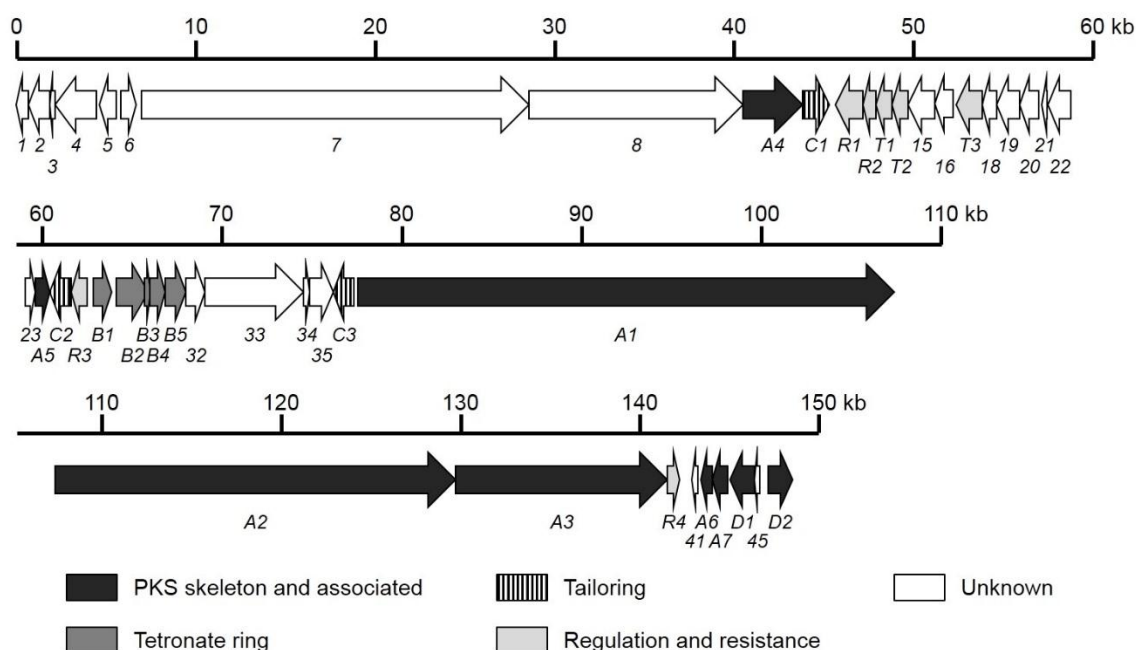 0 10 20 30 40 50 60 kb
1 2 4 5 6 7 8 A4 C1 R1 T1 15 T3 19 21
3 R2 T2 16 18 20 22
60 70 80 90 100 110 kb
23 C2 B1 B3 B5 33 34 C3 A1
A5 R3 B2 B4 32 35
110 120 130 140 150 kb
A2 A3 R4 A6 D1 D2
41 A7 45
PKS skeleton and associated Tailoring Unknown
Tetronate ring Regulation and resistance